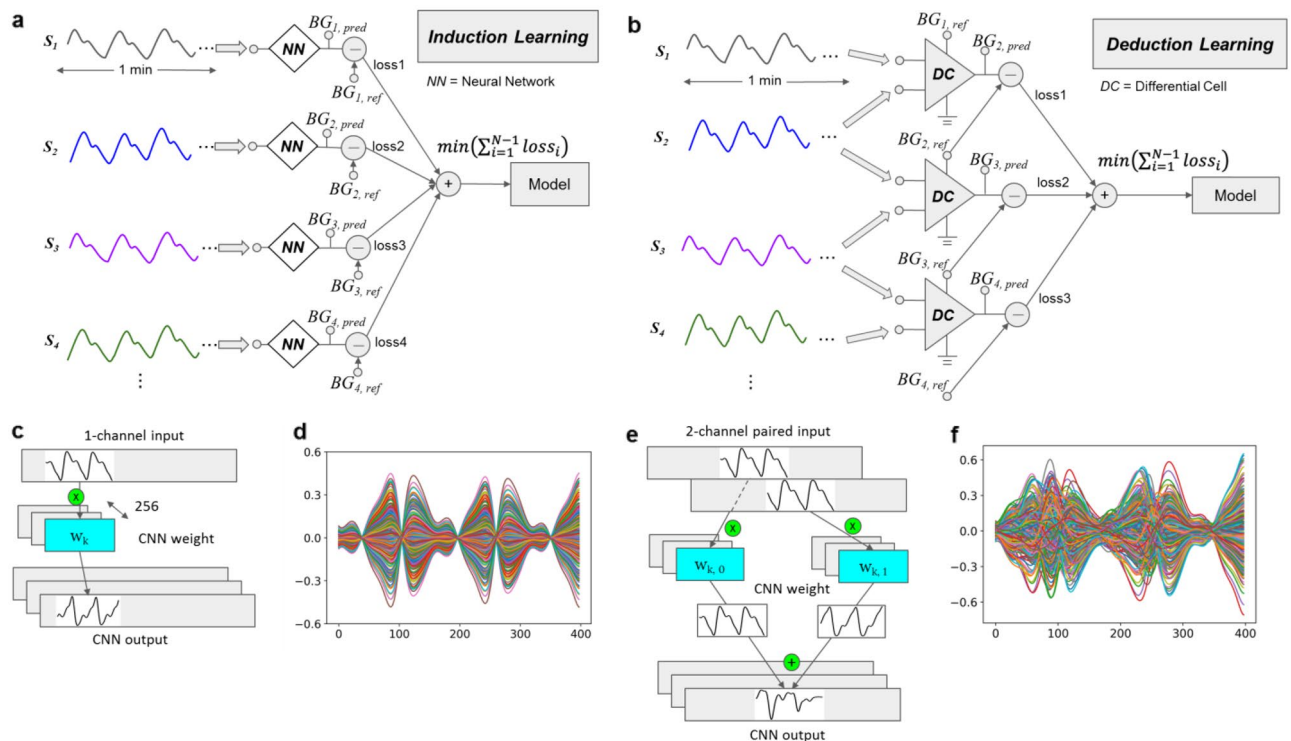 a
Induction Learning
NN = Neural Network
S1
1 min
...
NN
BG1, pred
−
BG1, ref
loss1
S2
...
NN
BG2, pred
−
BG2, ref
loss2
S3
...
NN
BG3, pred
−
BG3, ref
loss3
S4
...
NN
BG4, pred
−
BG4, ref
loss4
⋮
+
min(∑_{i=1}^{N−1} loss_i)
Model
b
Deduction Learning
DC = Differential Cell
S1
1 min
...
BG1, ref
DC
BG2, pred
−
loss1
S2
...
BG2, ref
DC
BG3, pred
−
loss2
S3
...
BG3, ref
DC
BG4, pred
−
loss3
S4
...
BG4, ref
⋮
+
min(∑_{i=1}^{N−1} loss_i)
Model
c
1-channel input
x
256
wk
CNN weight
CNN output
d
0.6
0.3
0.0
−0.3
−0.6
0 100 200 300 400
e
2-channel paired input
x x
wk, 0 wk, 1
CNN weight
+
CNN output
f
0.6
0.3
0.0
−0.3
−0.6
0 100 200 300 400